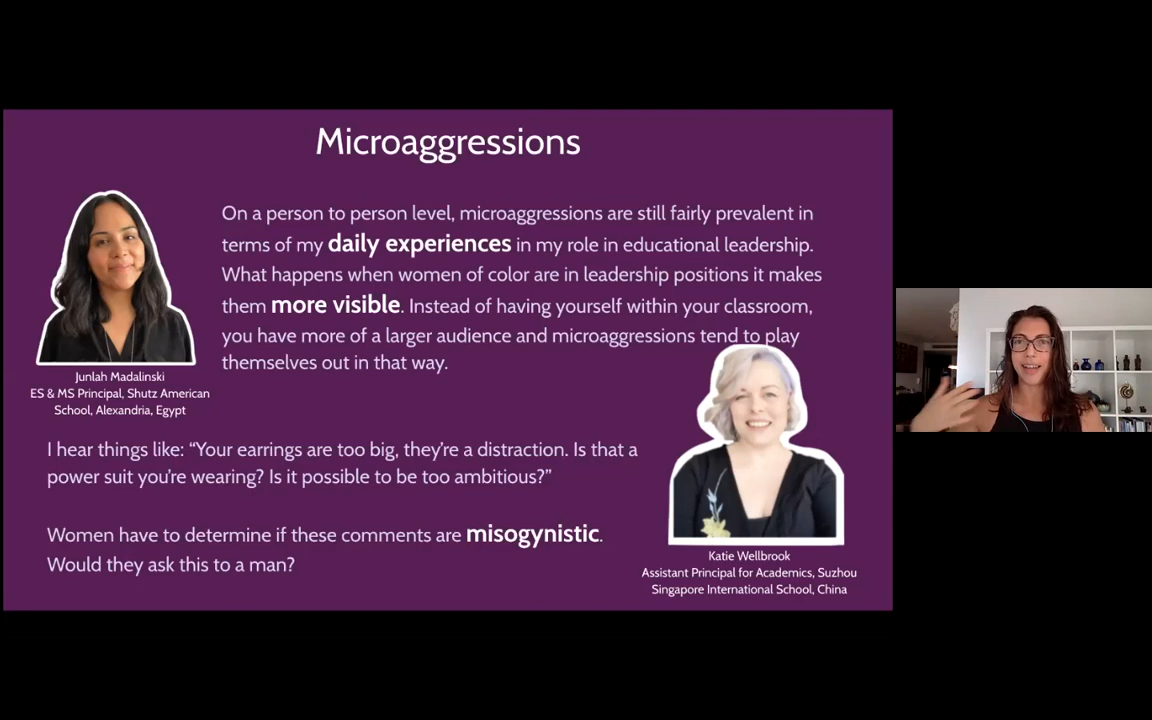 Microaggressions
On a person to person level, microaggressions are still fairly prevalent in
terms of my daily experiences in my role in educational leadership.
What happens when women of color are in leadership positions it makes
them more visible. Instead of having yourself within your classroom,
you have more of a larger audience and microaggressions tend to play
themselves out in that way.
Junlah Madalinski
ES & MS Principal, Shutz American
School, Alexandria, Egypt
I hear things like: “Your earrings are too big, they’re a distraction. Is that a
power suit you’re wearing? Is it possible to be too ambitious?”
Women have to determine if these comments are misogynistic.
Would they ask this to a man?
Katie Wellbrook
Assistant Principal for Academics, Suzhou
Singapore International School, China